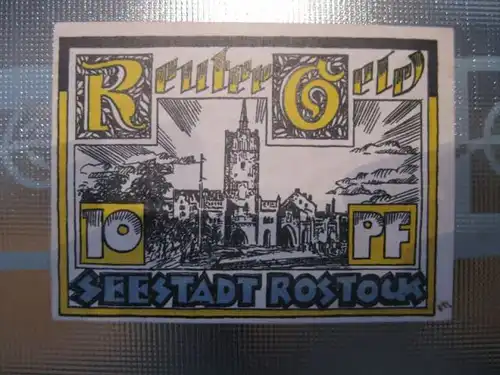 Reuter Geld
10 Pf
SEESTADT ROSTOCK